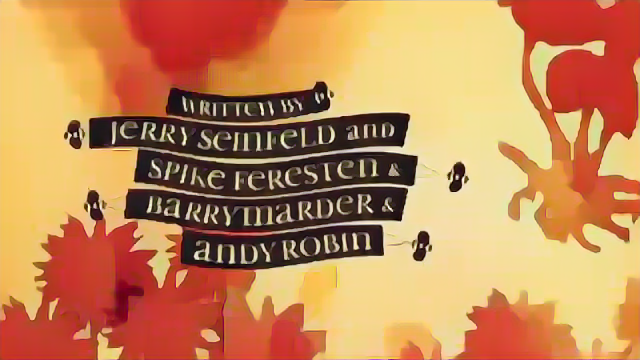 WRITTEN BY
JERRY SEINFELD and
SPIKE FERESTEN &
BARRY MARDER &
ANDY ROBIN